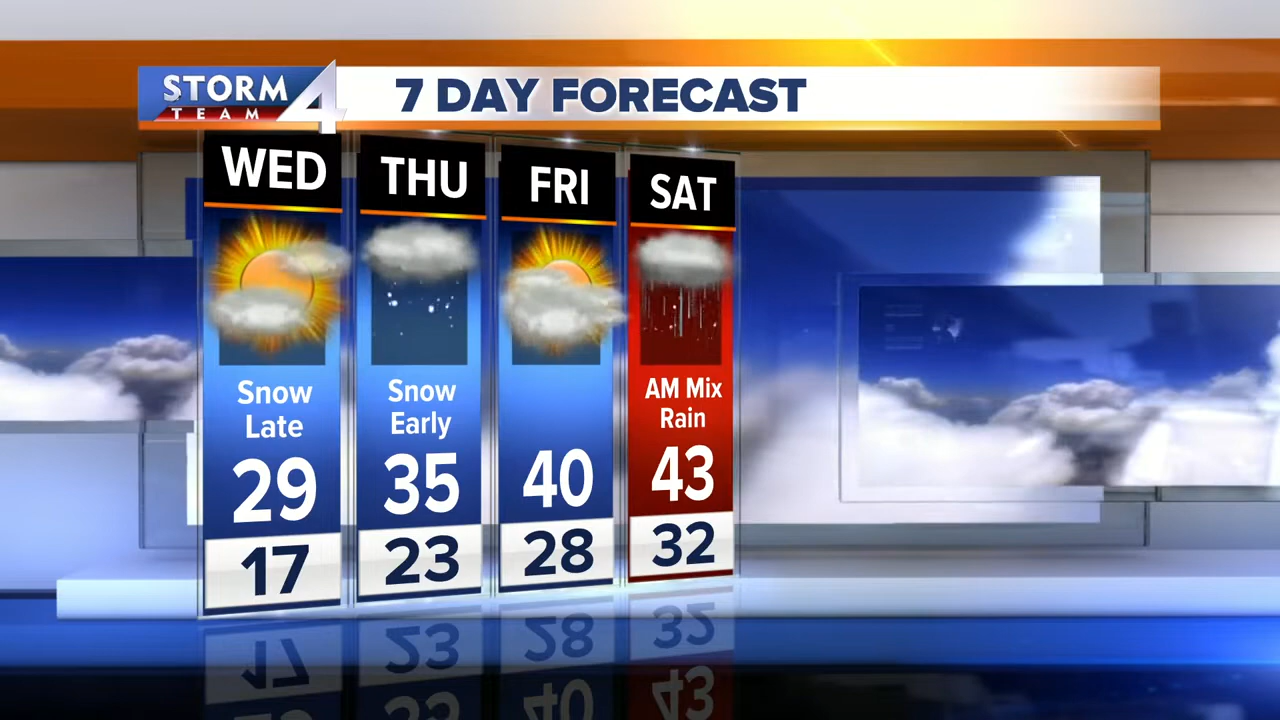 STORM
TEAM 4
7 DAY FORECAST
WED
THU
FRI
SAT
Snow
Late
Snow
Early
AM Mix
Rain
29
35
40
43
17
23
28
32